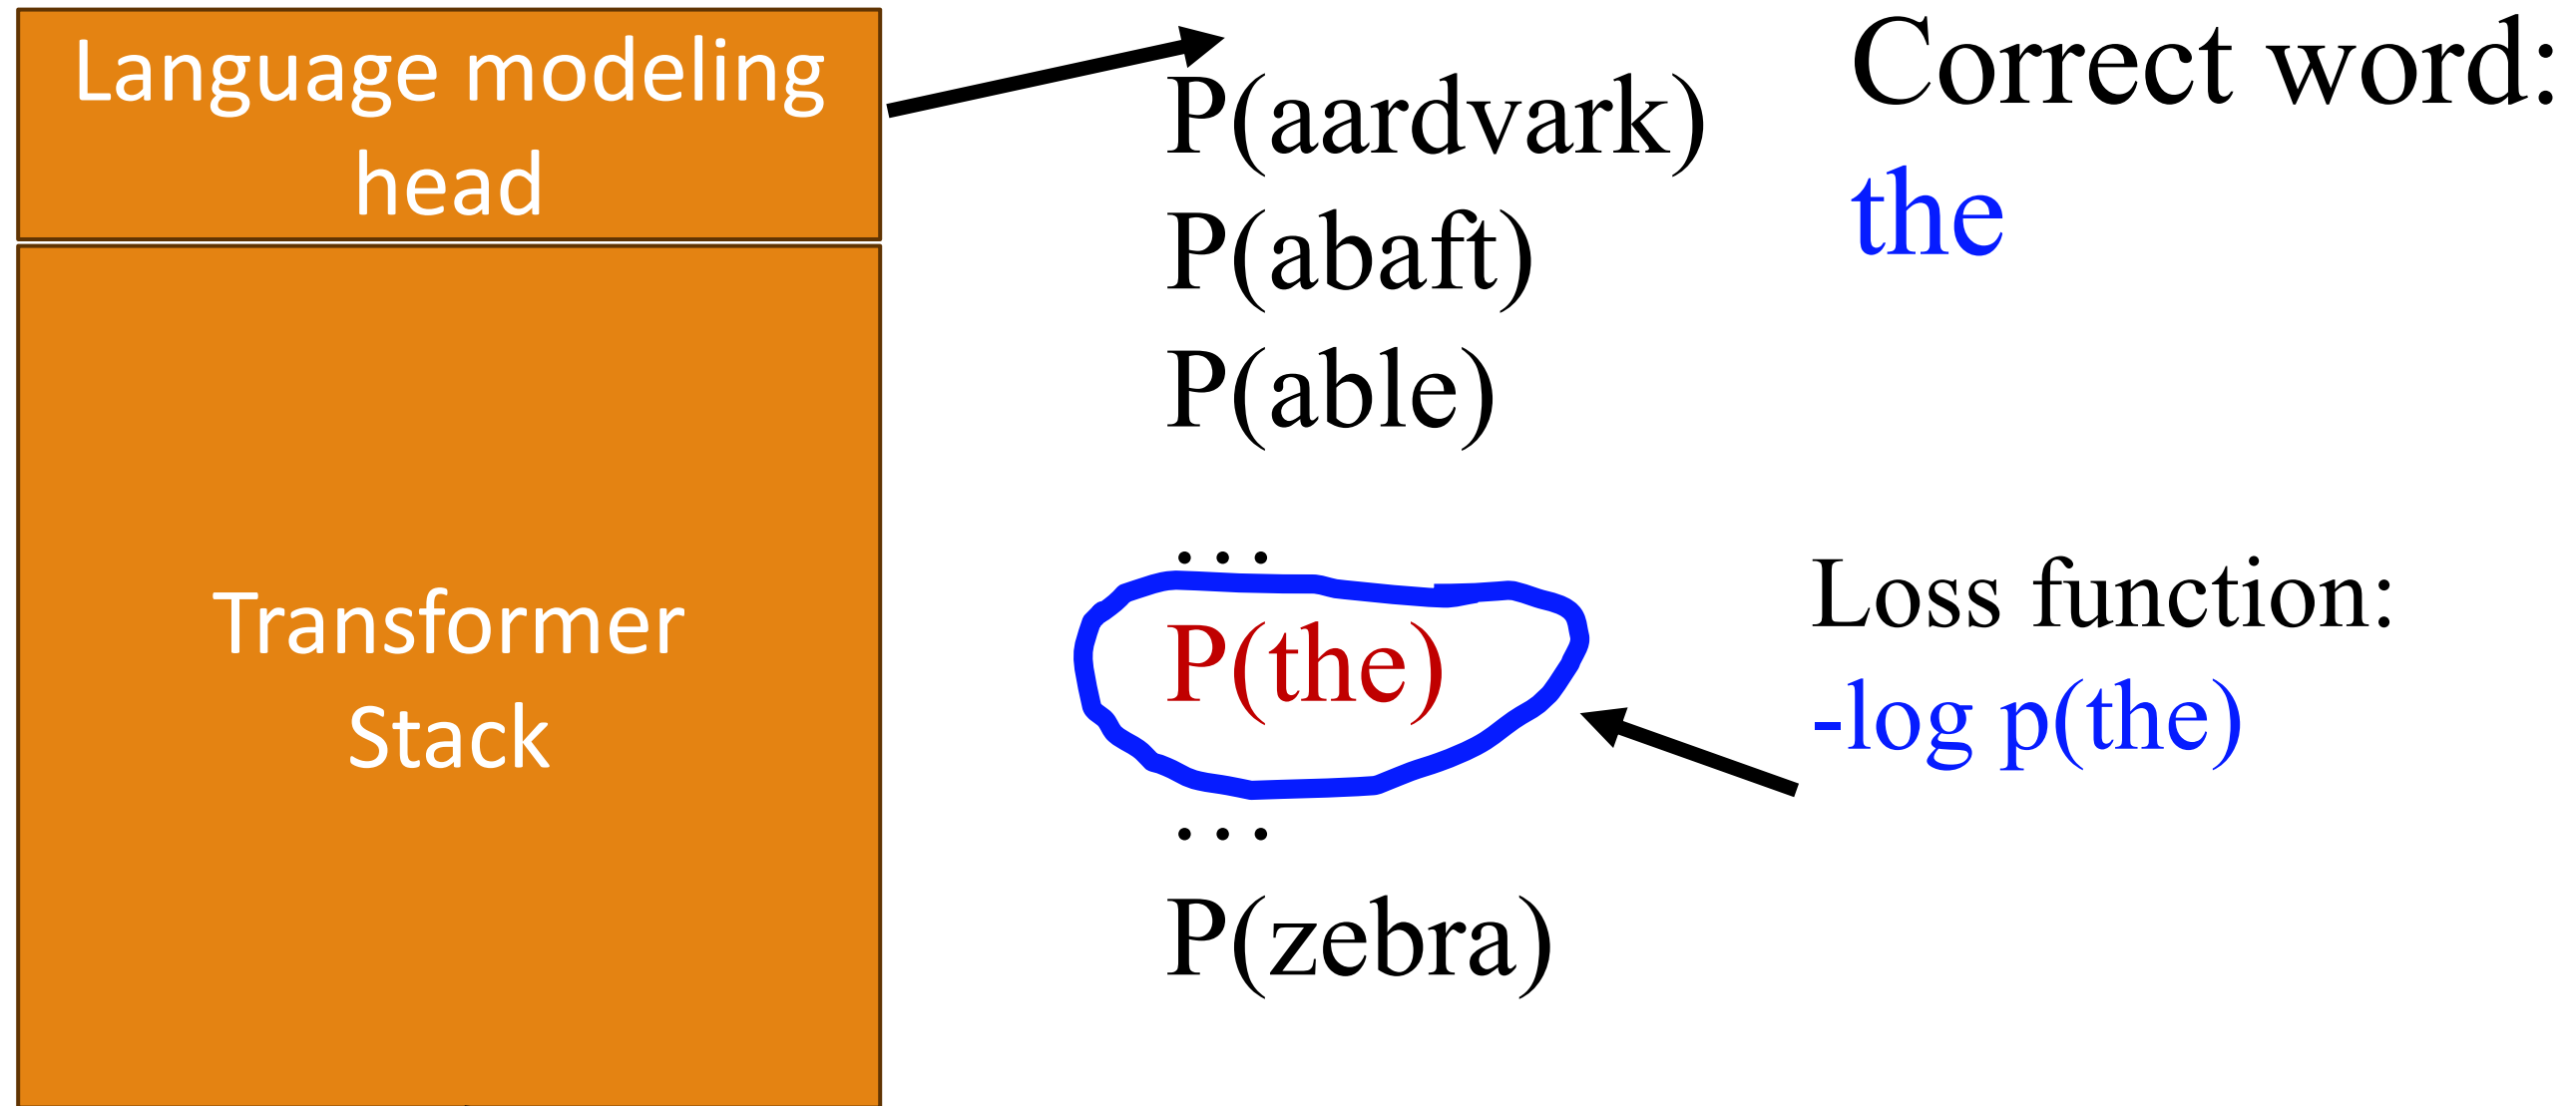 Language modeling
head
Transformer
Stack
P(aardvark)
P(abaft)
P(able)
…
P(the)
…
P(zebra)
Correct word:
the
Loss function:
-log p(the)